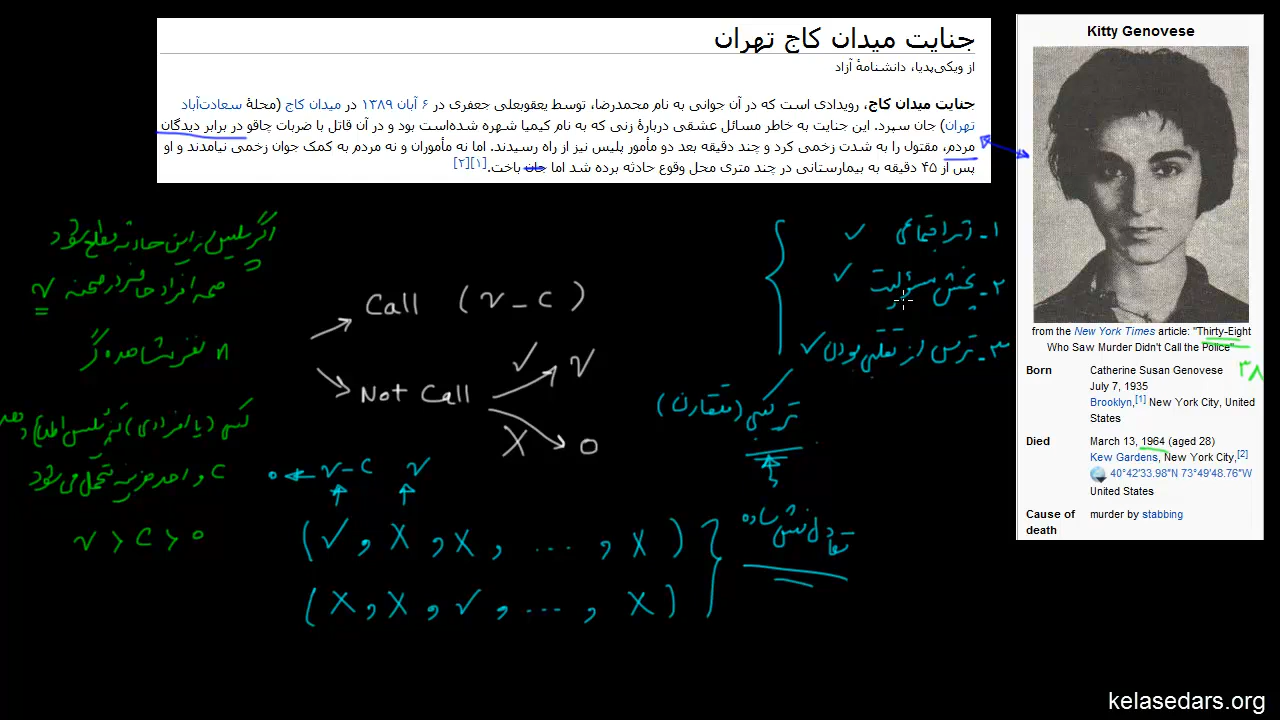 جنایت میدان کاج تهران
از ویکی‌پدیا، دانشنامهٔ آزاد
جنایت میدان کاج، رویدادی است که در آن جوانی به نام محمدرضا، توسط یعقوبعلی جعفری در ۶ آبان ۱۳۸۹ در میدان کاج (محلهٔ سعادت‌آباد
تهران) جان سپرد. این جنایت به خاطر مسائل عشقی دربارهٔ زنی که به نام کیمیا شهره شده‌است بود و در آن قاتل با ضربات چاقو در برابر دیدگان
مردم، مقتول را به شدت زخمی کرد و چند دقیقه بعد دو مأمور پلیس نیز از راه رسیدند. اما نه مأموران و نه مردم به کمک جوان زخمی نیامدند و او
پس از ۴۵ دقیقه به بیمارستانی در چند متری محل وقوع حادثه برده شد اما جان باخت.[۱][۲]
Kitty Genovese
from the New York Times article: "Thirty-Eight
Who Saw Murder Didn't Call the Police"
۳۸
Born Catherine Susan Genovese
July 7, 1935
Brooklyn,[1] New York City, United
States
Died March 13, 1964 (aged 28)
Kew Gardens, New York City,[2]
40°42′33.98″N 73°49′48.76″W
United States
Cause of death murder by stabbing
۱- اثر اجتماعی ✓
۲- پخش مسئولیت ✓
۳- ترس از تعقیب بودن ✓
ترکیبی (متقارن)
اگر پلیس از این حادثه مطلع شود
همه افراد حاضر در صحنه v
n نفر مشاهده گر
کسی (یا افرادی) که به پلیس اطلاع دهد
c واحد هزینه متحمل می شود
v > c > 0
Call (v - c)
Not Call ✓ v
X 0
0 ← v - c v
(✓, X, X, ...., X)
(X, X, ✓, ...., X)
تعادل نش ساده
kelasedars.org